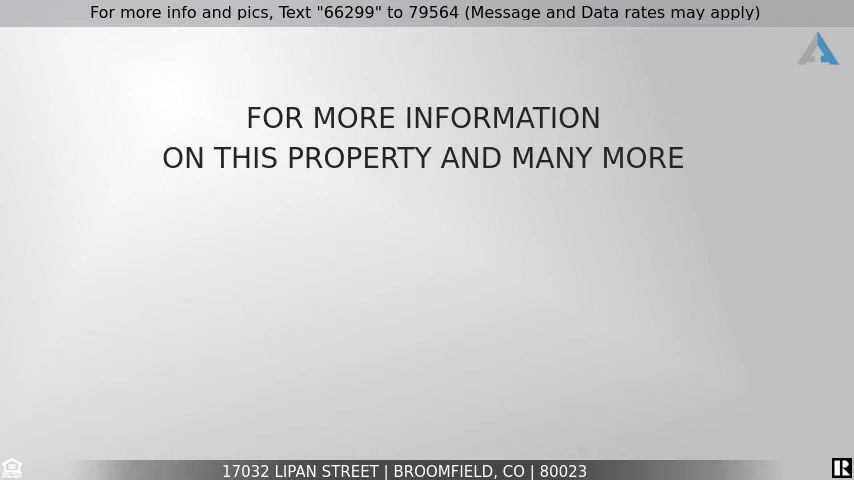 For more info and pics, Text "66299" to 79564 (Message and Data rates may apply)
FOR MORE INFORMATION
ON THIS PROPERTY AND MANY MORE
17032 LIPAN STREET | BROOMFIELD, CO | 80023